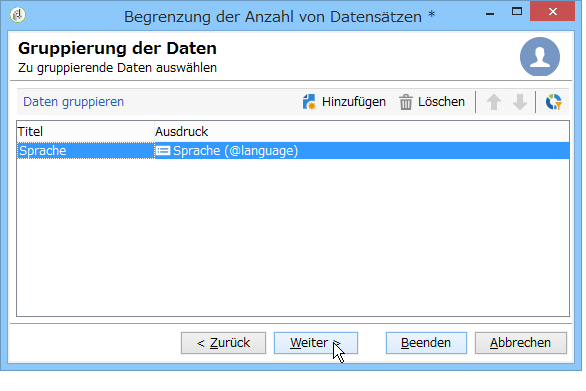 Begrenzung der Anzahl von Datensätzen *
Gruppierung der Daten
Zu gruppierende Daten auswählen
Daten gruppieren Hinzufügen Löschen
Titel Ausdruck
Sprache Sprache (@language)
< Zurück Weiter > Beenden Abbrechen